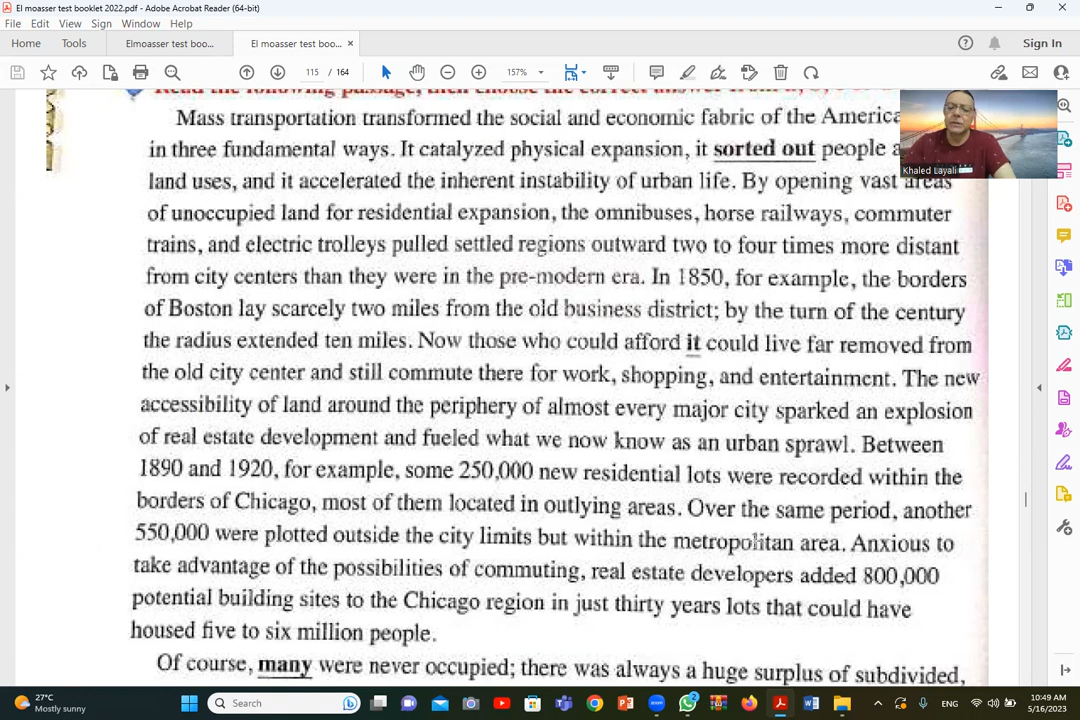 El moasser test booklet 2022.pdf - Adobe Acrobat Reader (64-bit)
File Edit View Sign Window Help
Home Tools Elmoasser test boo... El moasser test boo... × Sign In
115 / 164 157%
Read the following passage, then choose the correct answer from a,
Mass transportation transformed the social and economic fabric of the America
in three fundamental ways. It catalyzed physical expansion, it sorted out people
land uses, and it accelerated the inherent instability of urban life. By opening vast areas
of unoccupied land for residential expansion, the omnibuses, horse railways, commuter
trains, and electric trolleys pulled settled regions outward two to four times more distant
from city centers than they were in the pre-modern era. In 1850, for example, the borders
of Boston lay scarcely two miles from the old business district; by the turn of the century
the radius extended ten miles. Now those who could afford it could live far removed from
the old city center and still commute there for work, shopping, and entertainment. The new
accessibility of land around the periphery of almost every major city sparked an explosion
of real estate development and fueled what we now know as an urban sprawl. Between
1890 and 1920, for example, some 250,000 new residential lots were recorded within the
borders of Chicago, most of them located in outlying areas. Over the same period, another
550,000 were plotted outside the city limits but within the metropolitan area. Anxious to
take advantage of the possibilities of commuting, real estate developers added 800,000
potential building sites to the Chicago region in just thirty years lots that could have
housed five to six million people.
Of course, many were never occupied; there was always a huge surplus of subdivided,
Khaled Layali
27°C
Mostly sunny
Search
2
ENG
10:49 AM
5/16/2023